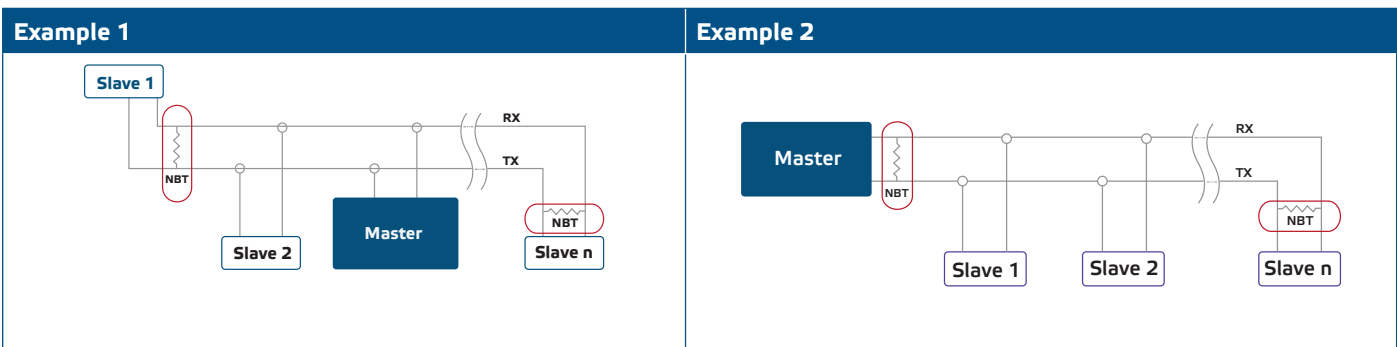 Example 1
Example 2
Slave 1
RX
TX
NBT
NBT
Slave 2
Master
Slave n
RX
Master
TX
NBT
NBT
Slave 1
Slave 2
Slave n